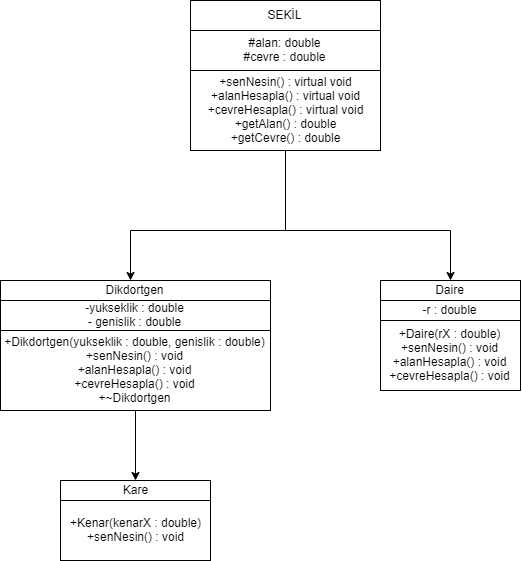 SEKİL
#alan: double
#cevre : double
+senNesin() : virtual void
+alanHesapla() : virtual void
+cevreHesapla() : virtual void
+getAlan() : double
+getCevre() : double
Dikdortgen
-yukseklik : double
- genislik : double
+Dikdortgen(yukseklik : double, genislik : double)
+senNesin() : void
+alanHesapla() : void
+cevreHesapla() : void
+~Dikdortgen
Daire
-r : double
+Daire(rX : double)
+senNesin() : void
+alanHesapla() : void
+cevreHesapla() : void
Kare
+Kenar(kenarX : double)
+senNesin() : void